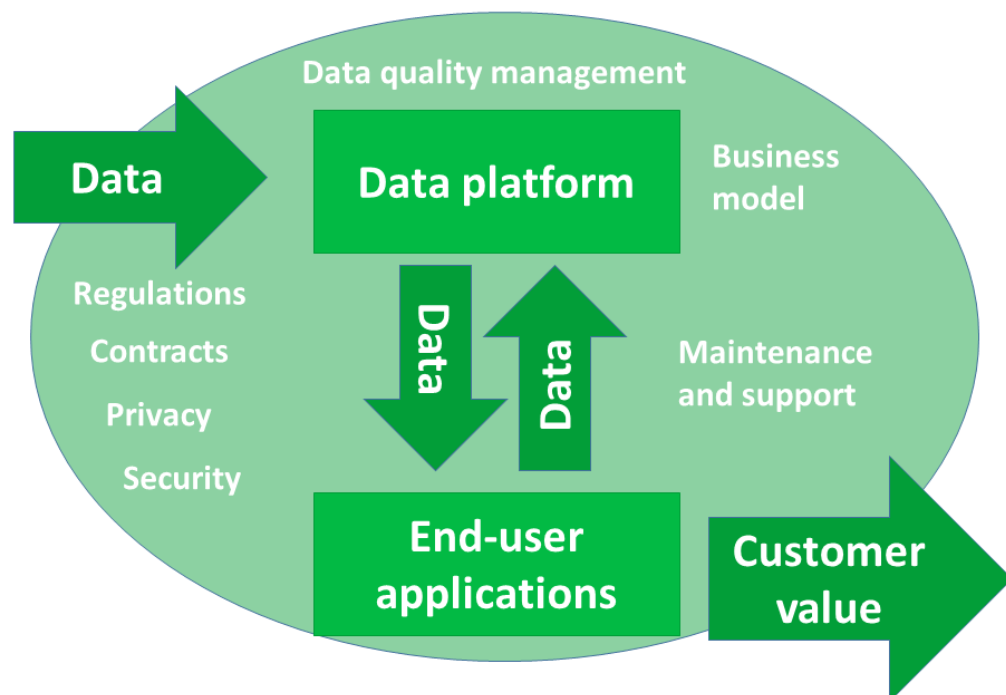 Data quality management
Data
Data platform
Business
model
Regulations
Contracts
Privacy
Security
Data
Data
Maintenance
and support
End-user
applications
Customer
value